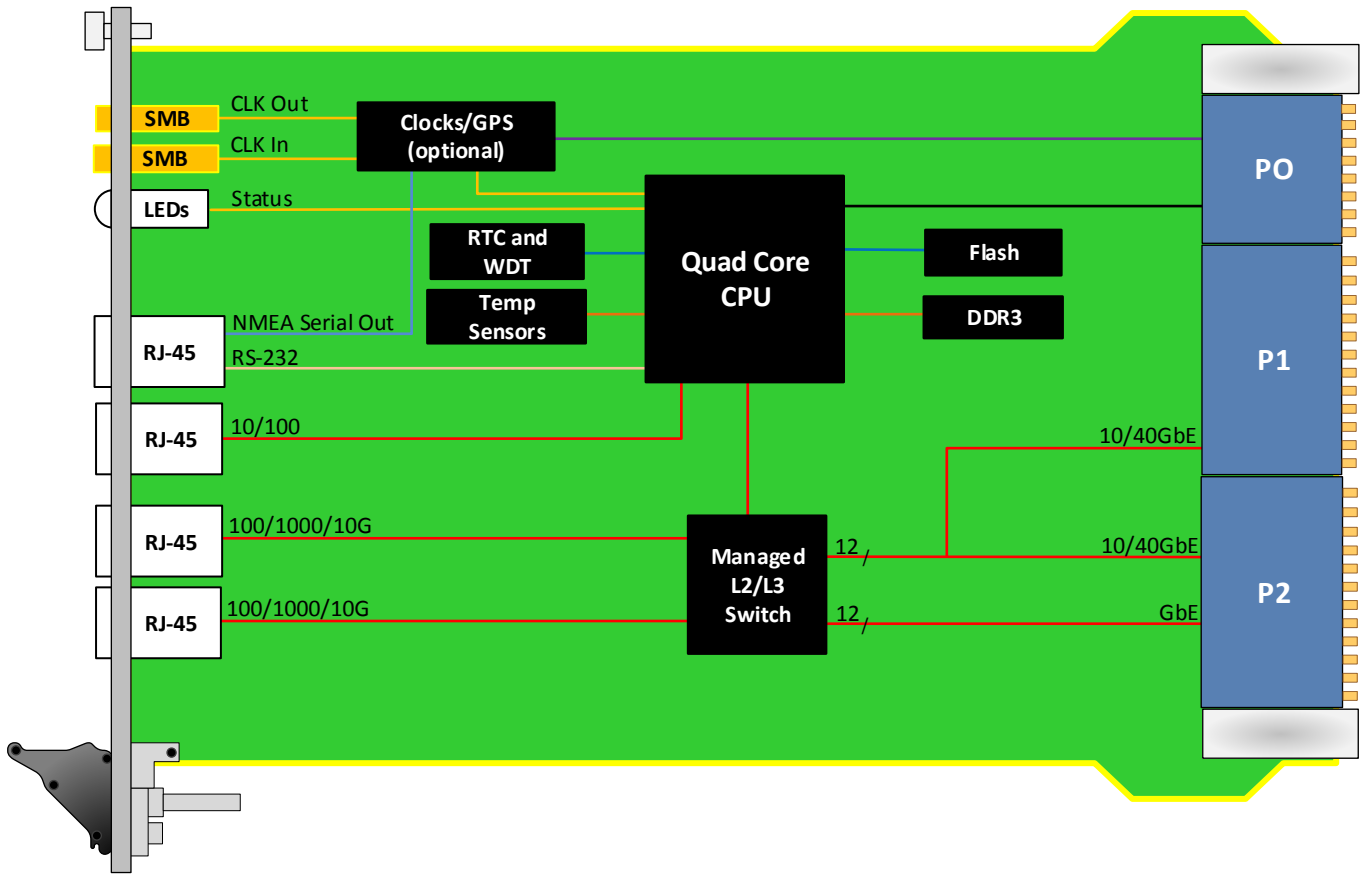 SMB
CLK Out
SMB
CLK In
Clocks/GPS
(optional)
LEDs
Status
PO
RTC and
WDT
Quad Core
CPU
Flash
Temp
Sensors
DDR3
NMEA Serial Out
RJ-45
RS-232
P1
RJ-45
10/100
10/40GbE
RJ-45
100/1000/10G
Managed
L2/L3
Switch
12
/
10/40GbE
P2
RJ-45
100/1000/10G
12
/
GbE